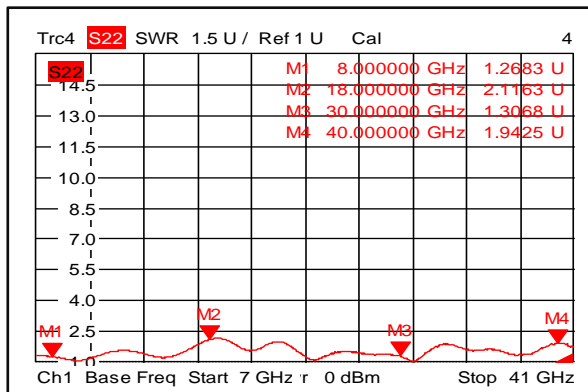 Trc4 S22 SWR 1.5 U / Ref 1 U Cal 4
S22
M1 8.000000 GHz 1.2683 U
M2 18.000000 GHz 2.1163 U
M3 30.000000 GHz 1.3068 U
M4 40.000000 GHz 1.9425 U
14.5
13.0
11.5
10.0
8.5
7.0
5.5
4.0
2.5
1.0
M1
M2
M3
M4
Ch1 Base Freq Start 7 GHz r 0 dBm Stop 41 GHz